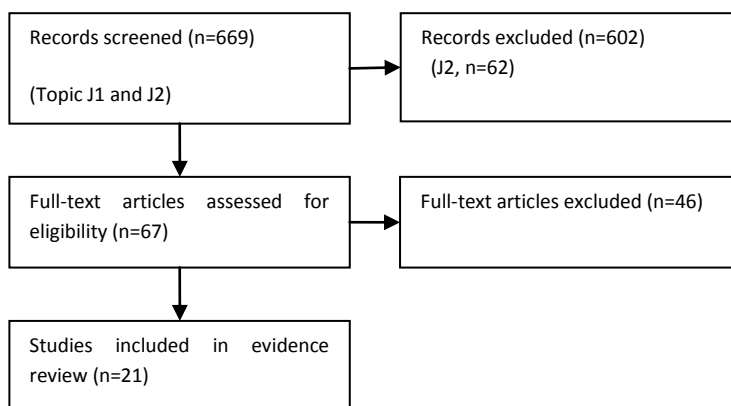 Records screened (n=669)
(Topic J1 and J2)
Records excluded (n=602)
(J2, n=62)
Full-text articles assessed for
eligibility (n=67)
Full-text articles excluded (n=46)
Studies included in evidence
review (n=21)